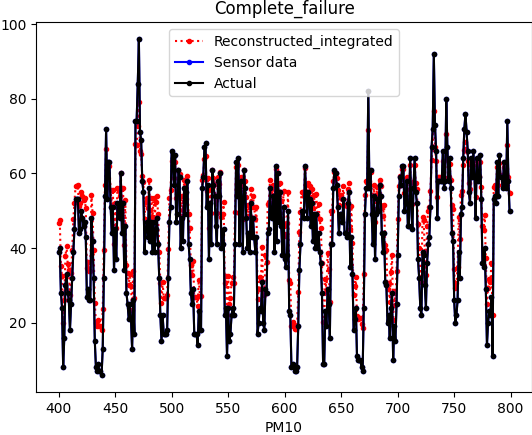 Complete_failure
Reconstructed_integrated
Sensor data
Actual
100
80
60
40
20
400 450 500 550 600 650 700 750 800
PM10